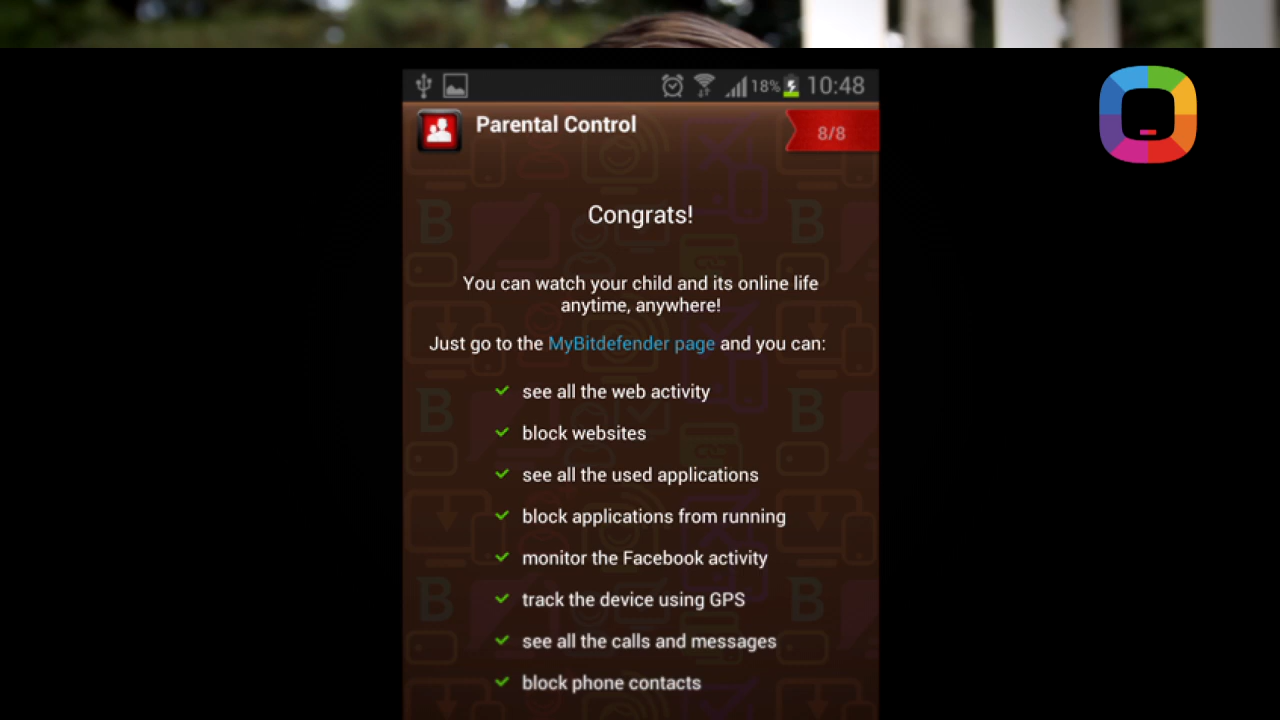 18% 10:48
Parental Control
8/8
Congrats!
You can watch your child and its online life
anytime, anywhere!
Just go to the MyBitdefender page and you can:
see all the web activity
block websites
see all the used applications
block applications from running
monitor the Facebook activity
track the device using GPS
see all the calls and messages
block phone contacts